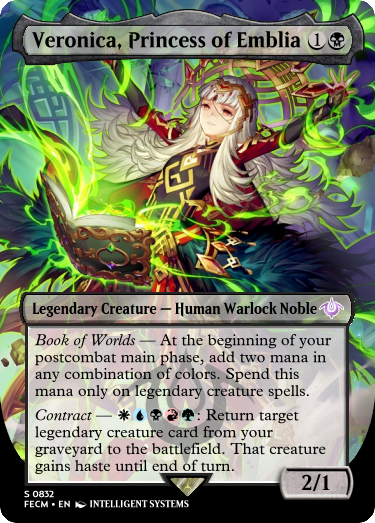 Veronica, Princess of Emblia 1
Legendary Creature — Human Warlock Noble
Book of Worlds — At the beginning of your
postcombat main phase, add two mana in
any combination of colors. Spend this
mana only on legendary creature spells.
Contract — : Return target
legendary creature card from your
graveyard to the battlefield. That creature
gains haste until end of turn.
2/1
S 0832
FECM • EN INTELLIGENT SYSTEMS